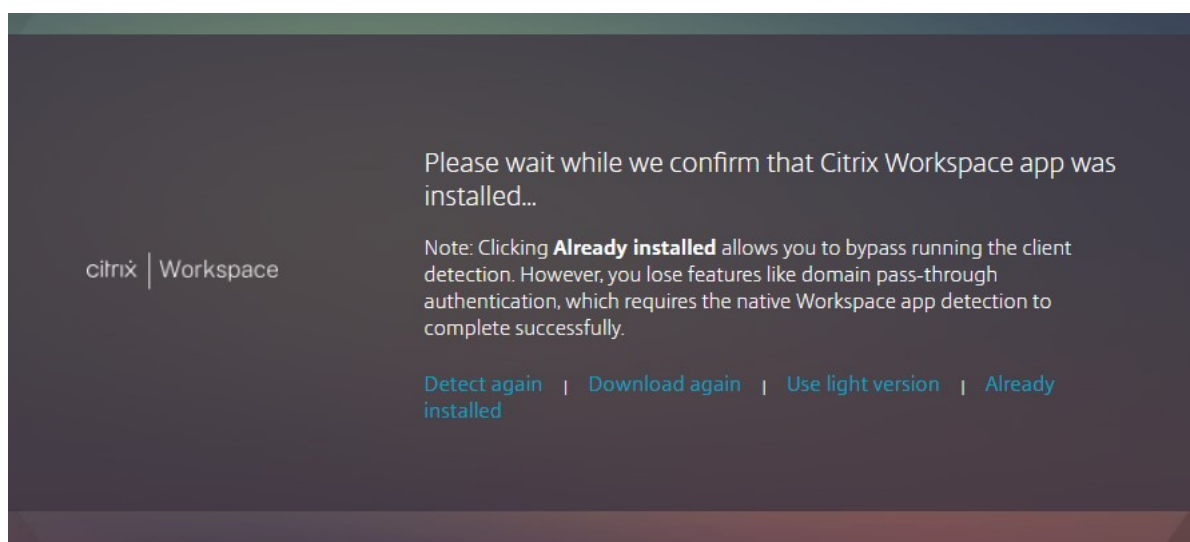 Please wait while we confirm that Citrix Workspace app was
installed...
Note: Clicking Already installed allows you to bypass running the client
detection. However, you lose features like domain pass-through
authentication, which requires the native Workspace app detection to
complete successfully.
citrix | Workspace
Detect again | Download again | Use light version | Already
installed